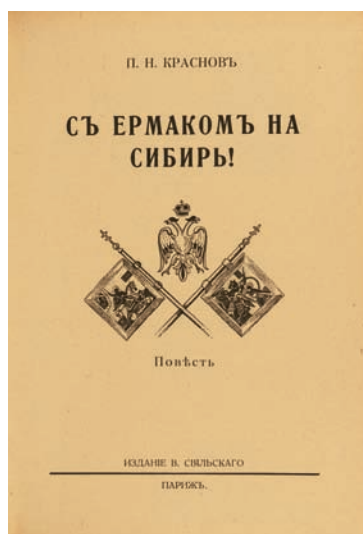 П. Н. КРАСНОВЪ
СЪ ЕРМАКОМЪ НА
СИБИРЬ!
Повѣсть
ИЗДАНІЕ В. СІЯЛЬСКАГО
ПАРИЖЪ.